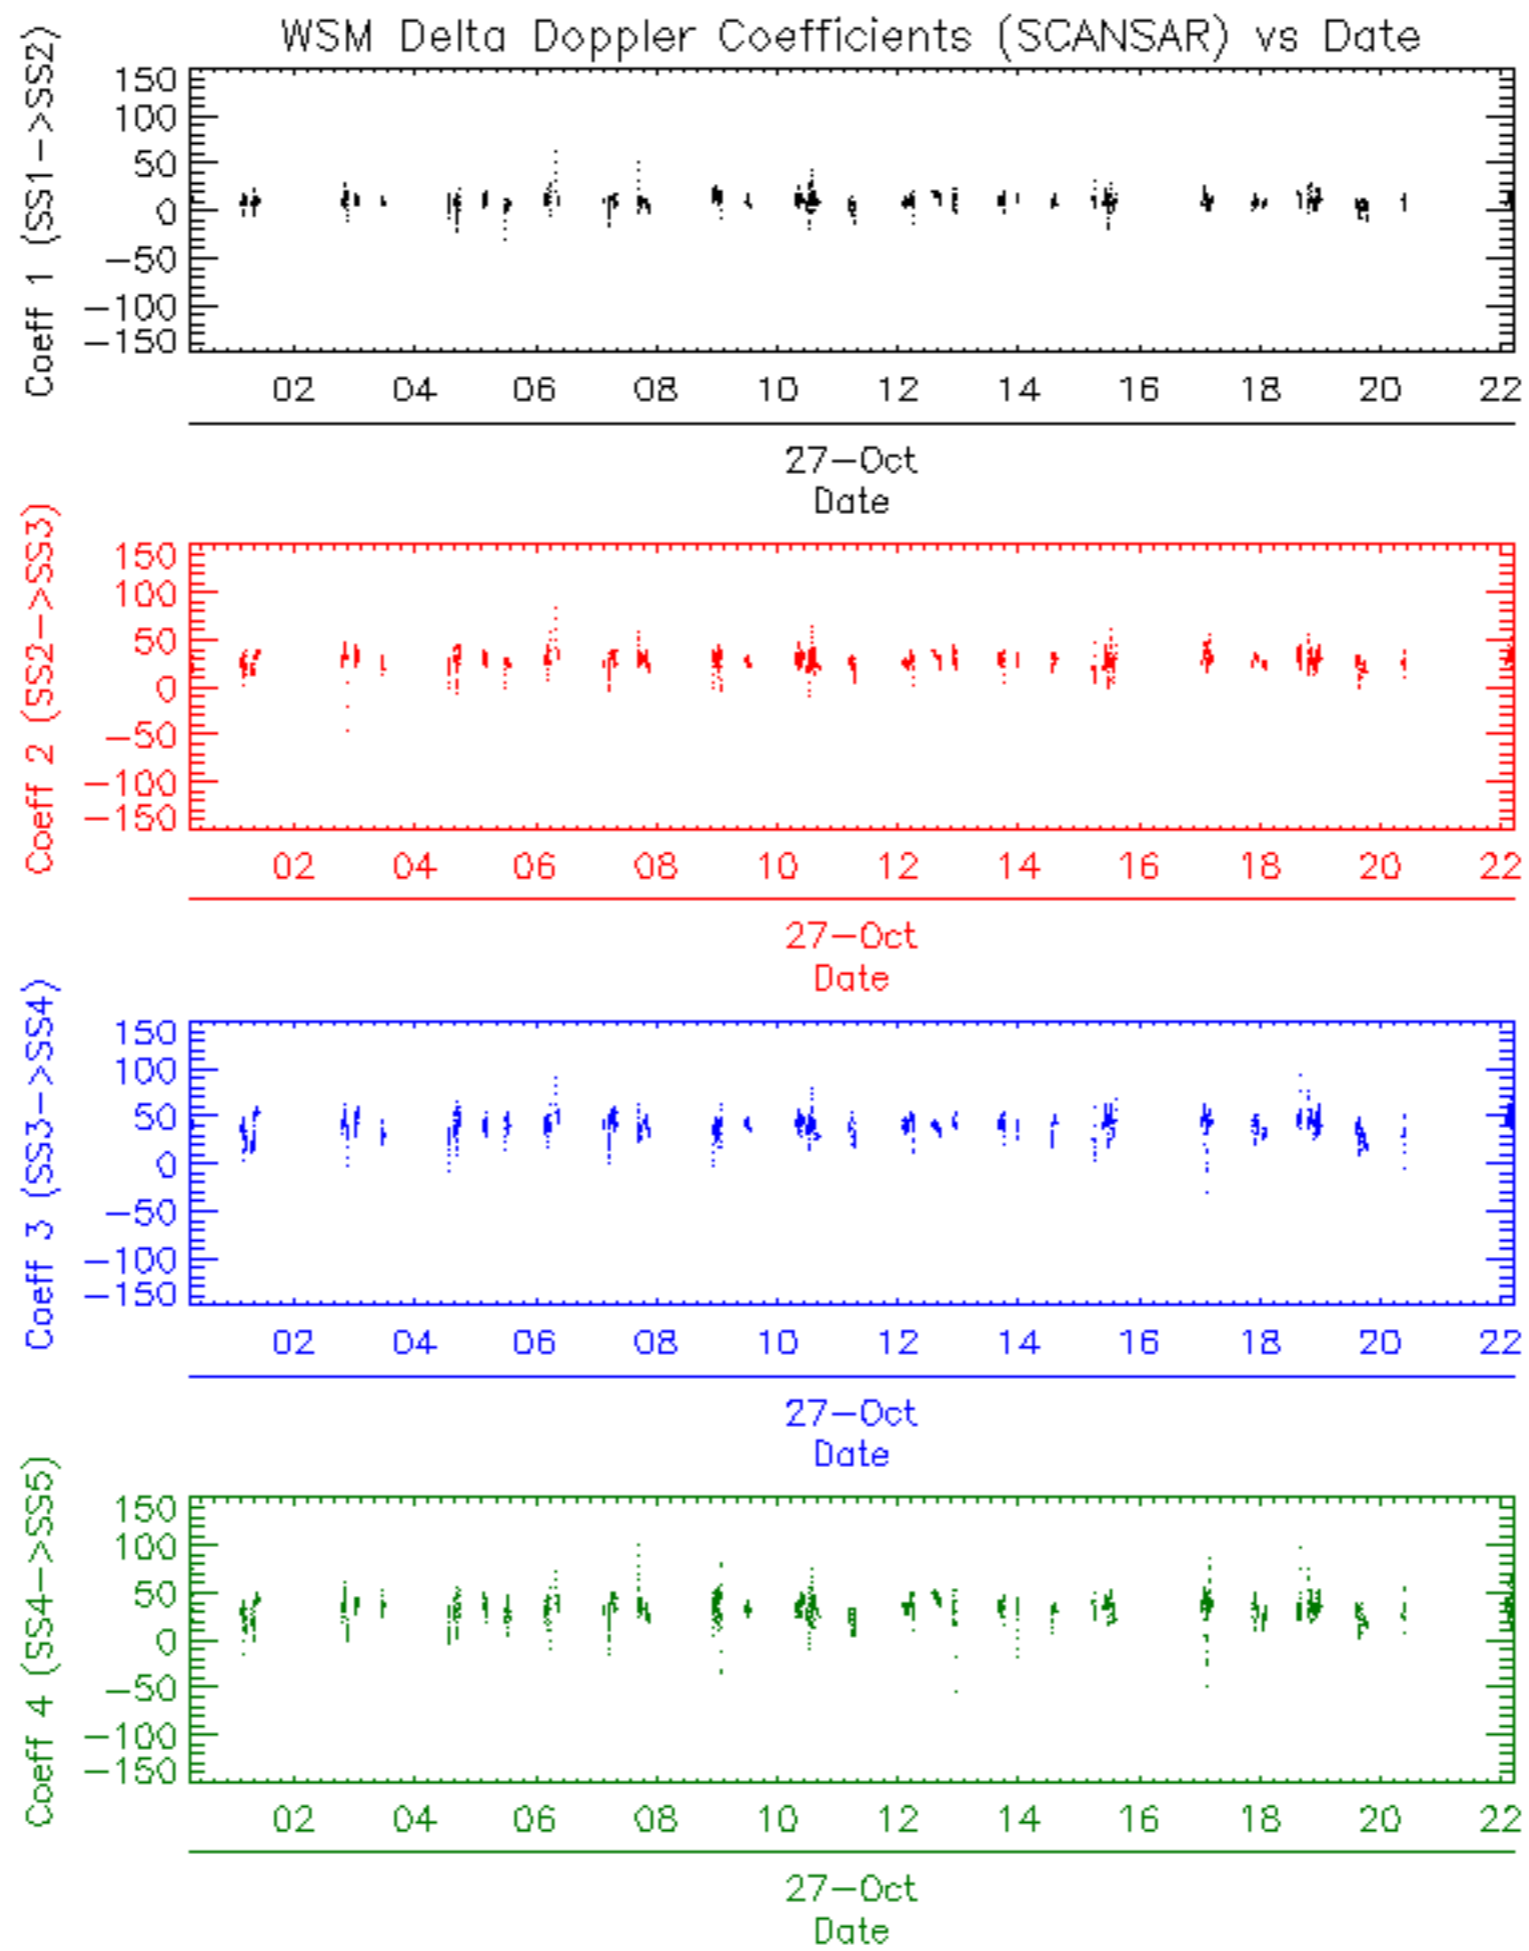 WSM Delta Doppler Coefficients (SCANSAR) vs Date
Coeff 1 (SS1->SS2)
150
100
50
0
-50
-100
-150
02 04 06 08 10 12 14 16 18 20 22
27-Oct
Date
Coeff 2 (SS2->SS3)
150
100
50
0
-50
-100
-150
02 04 06 08 10 12 14 16 18 20 22
27-Oct
Date
Coeff 3 (SS3->SS4)
150
100
50
0
-50
-100
-150
02 04 06 08 10 12 14 16 18 20 22
27-Oct
Date
Coeff 4 (SS4->SS5)
150
100
50
0
-50
-100
-150
02 04 06 08 10 12 14 16 18 20 22
27-Oct
Date